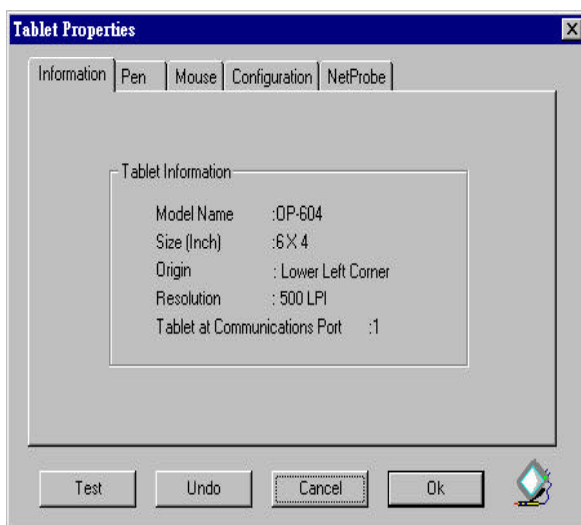 Tablet Properties
Information Pen Mouse Configuration NetProbe
Tablet Information
Model Name :OP-604
Size (Inch) :6 X 4
Origin : Lower Left Corner
Resolution : 500 LPI
Tablet at Communications Port :1
Test Undo Cancel Ok